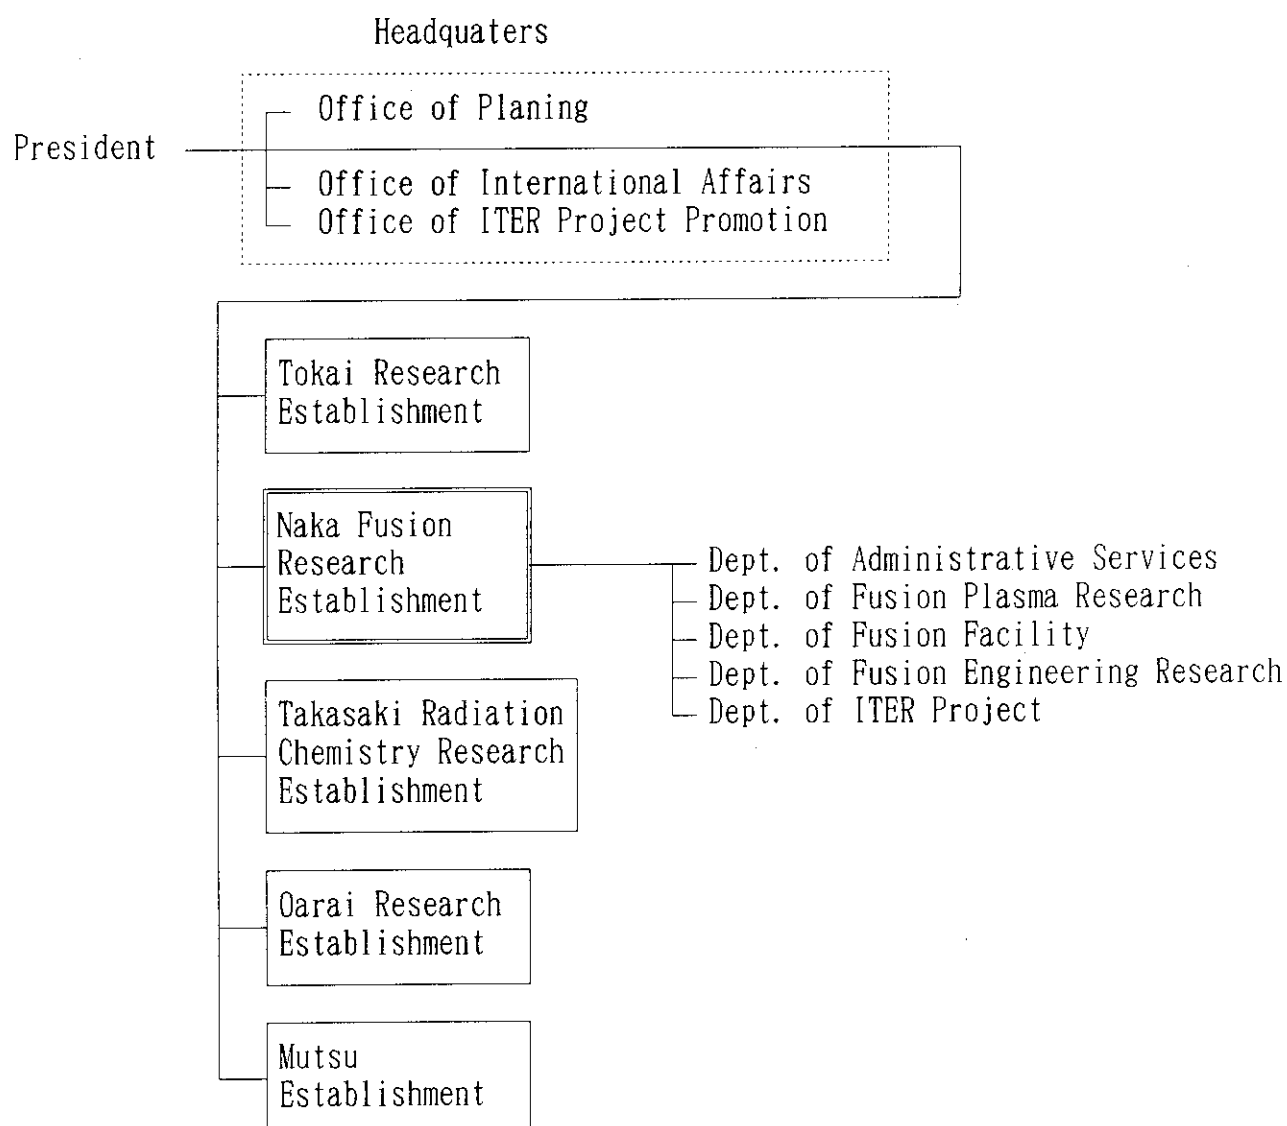 Headquaters
Office of Planing
President
Office of International Affairs
Office of ITER Project Promotion
Tokai Research
Establishment
Naka Fusion
Research
Establishment
Dept. of Administrative Services
Dept. of Fusion Plasma Research
Dept. of Fusion Facility
Dept. of Fusion Engineering Research
Dept. of ITER Project
Takasaki Radiation
Chemistry Research
Establishment
Oarai Research
Establishment
Mutsu
Establishment